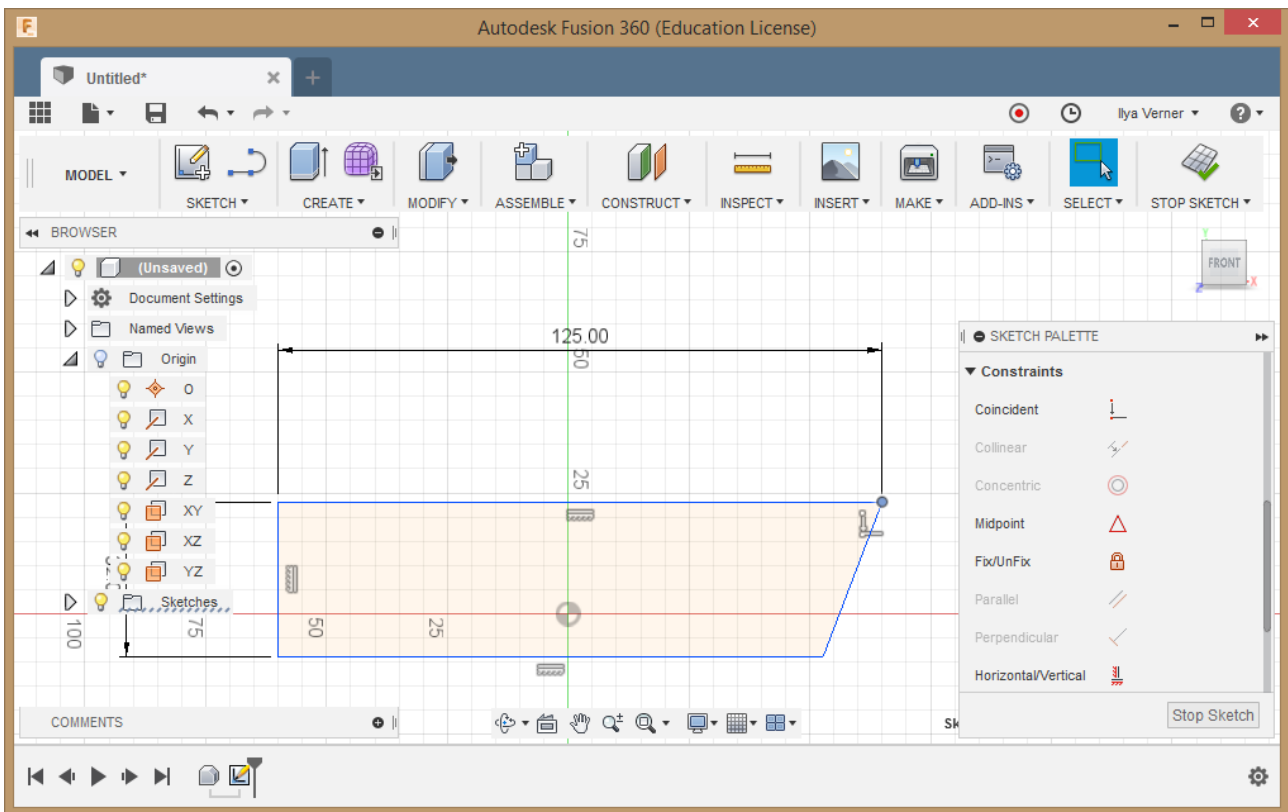 Autodesk Fusion 360 (Education License)
Untitled*
Ilya Verner
MODEL
SKETCH
CREATE
MODIFY
ASSEMBLE
CONSTRUCT
INSPECT
INSERT
MAKE
ADD-INS
SELECT
STOP SKETCH
BROWSER
(Unsaved)
Document Settings
Named Views
Origin
O
X
Y
Z
XY
XZ
YZ
Sketches
75
125.00
50
25
100
75
50
25
Y
FRONT
X
Z
SKETCH PALETTE
Constraints
Coincident
Collinear
Concentric
Midpoint
Fix/UnFix
Parallel
Perpendicular
Horizontal/Vertical
Stop Sketch
COMMENTS
Sk